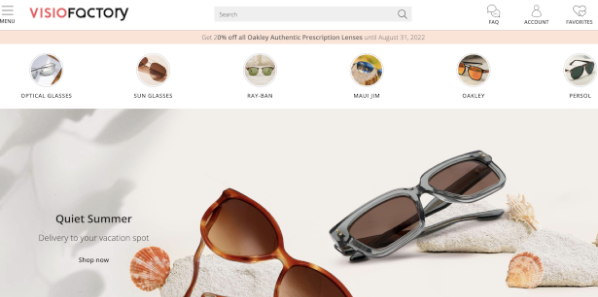 MENU
VISIOFACTORY
Search
FAQ
ACCOUNT
FAVORITES
Get 20% off all Oakley Authentic Prescription Lenses until August 31, 2022
OPTICAL GLASSES
SUN GLASSES
RAY-BAN
MAUI JIM
OAKLEY
PERSOL
Quiet Summer
Delivery to your vacation spot
Shop now